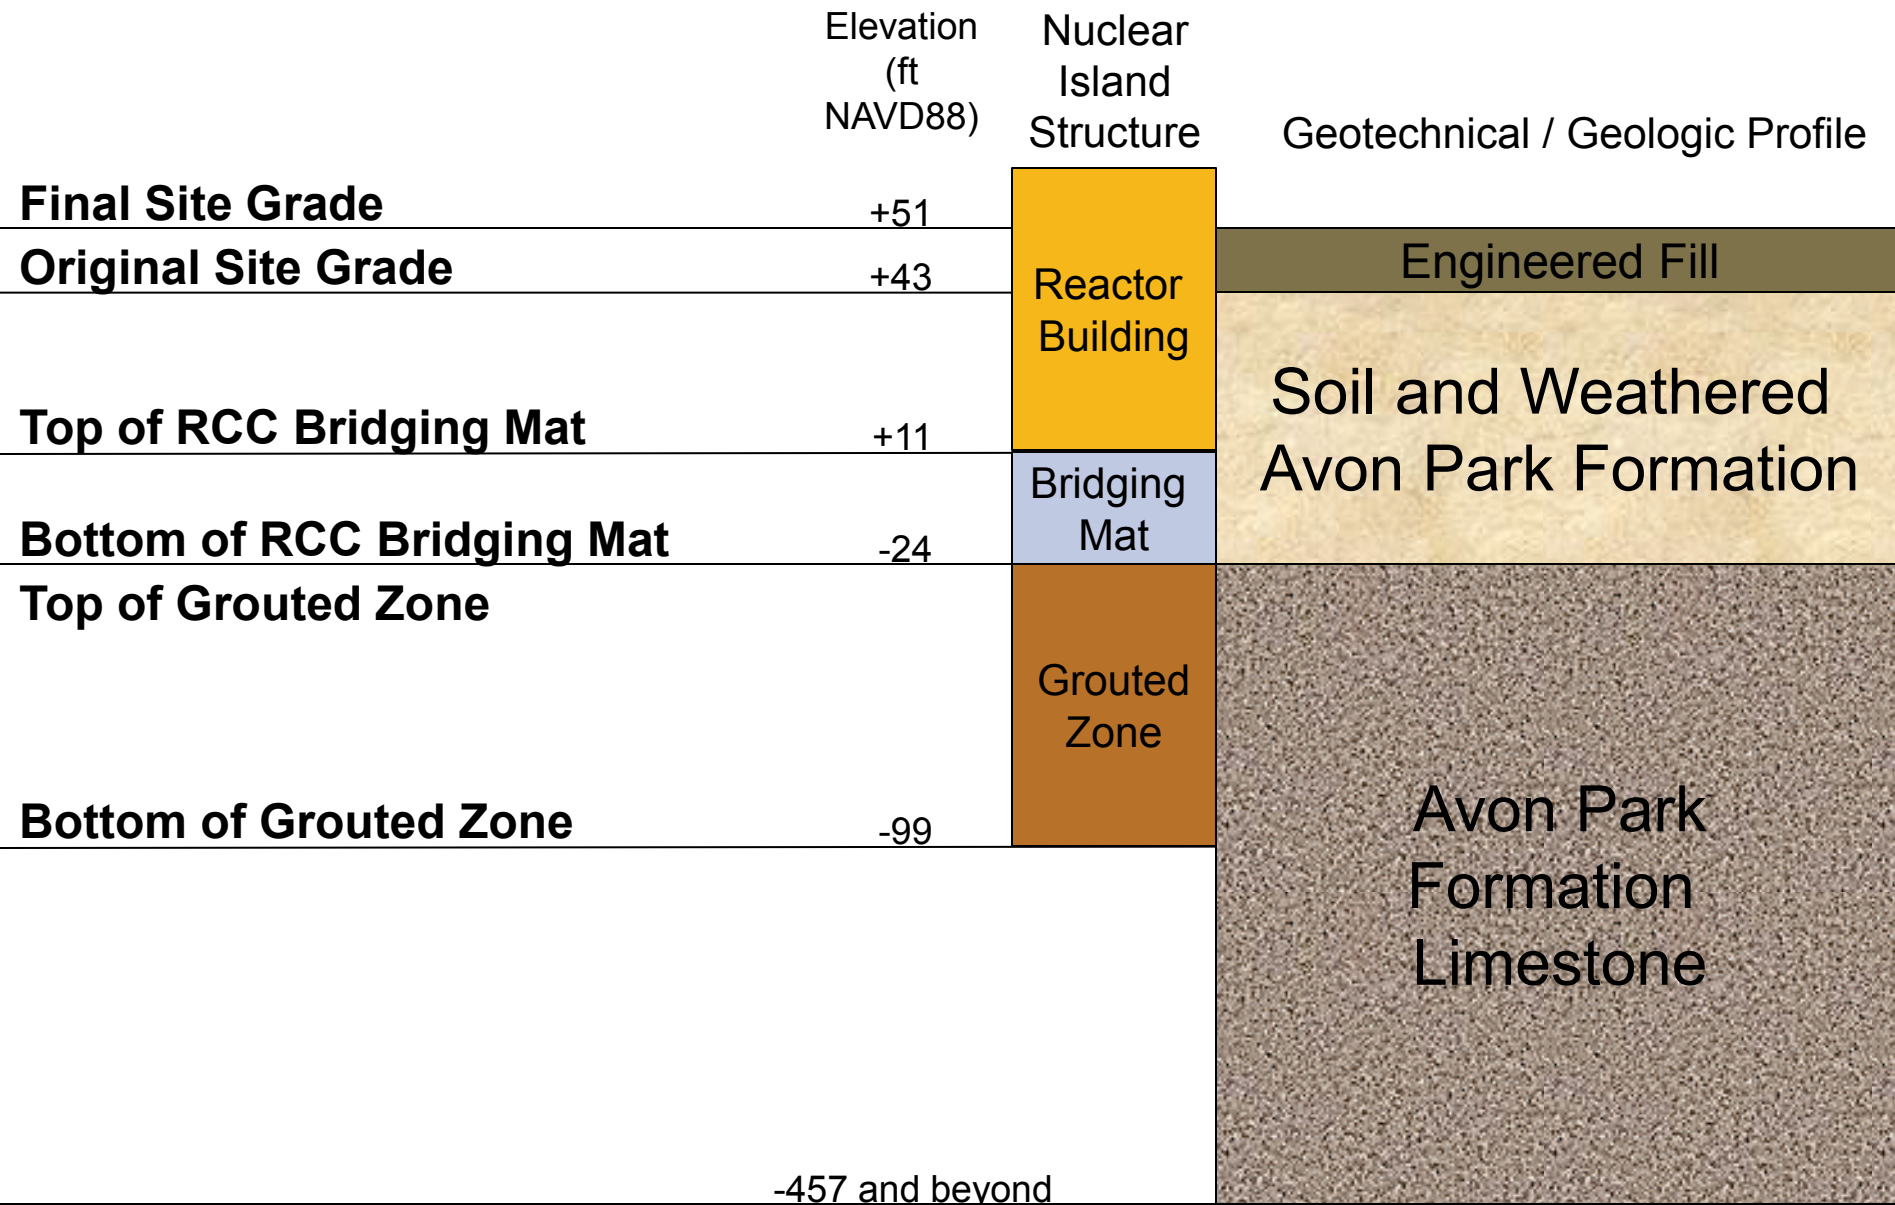 Elevation
(ft
NAVD88)
Nuclear
Island
Structure
Geotechnical / Geologic Profile
Final Site Grade
+51
Original Site Grade
+43
Engineered Fill
Reactor
Building
Soil and Weathered
Avon Park Formation
Top of RCC Bridging Mat
+11
Bridging
Mat
Bottom of RCC Bridging Mat
-24
Top of Grouted Zone
Grouted
Zone
Bottom of Grouted Zone
-99
Avon Park
Formation
Limestone
-457 and beyond